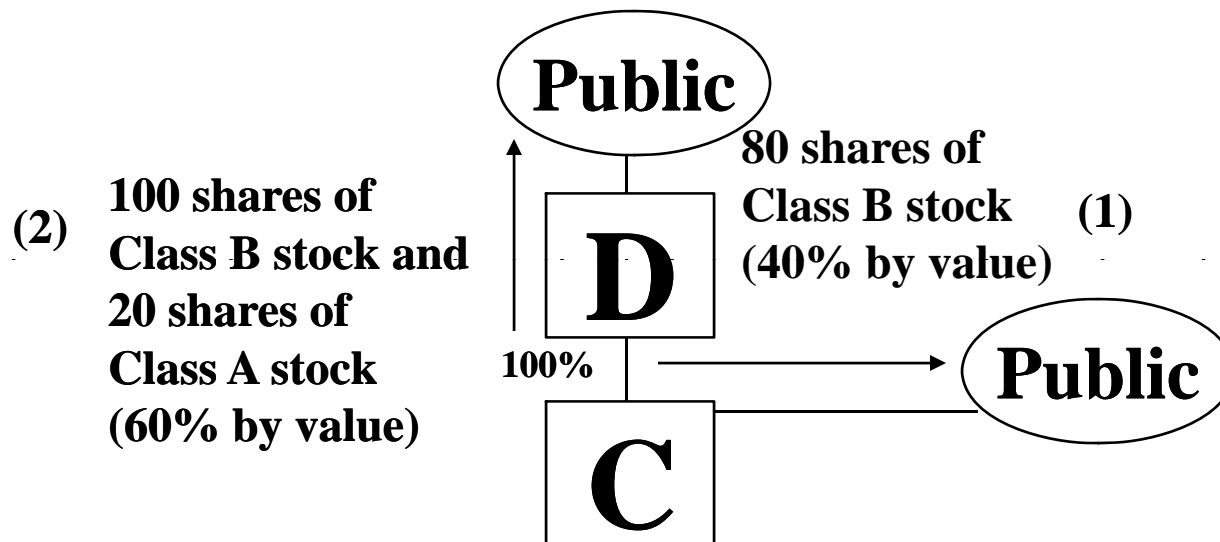 Public
80 shares of
Class B stock
(40% by value)
(1)
(2)
100 shares of
Class B stock and
20 shares of
Class A stock
(60% by value)
D
100%
Public
C